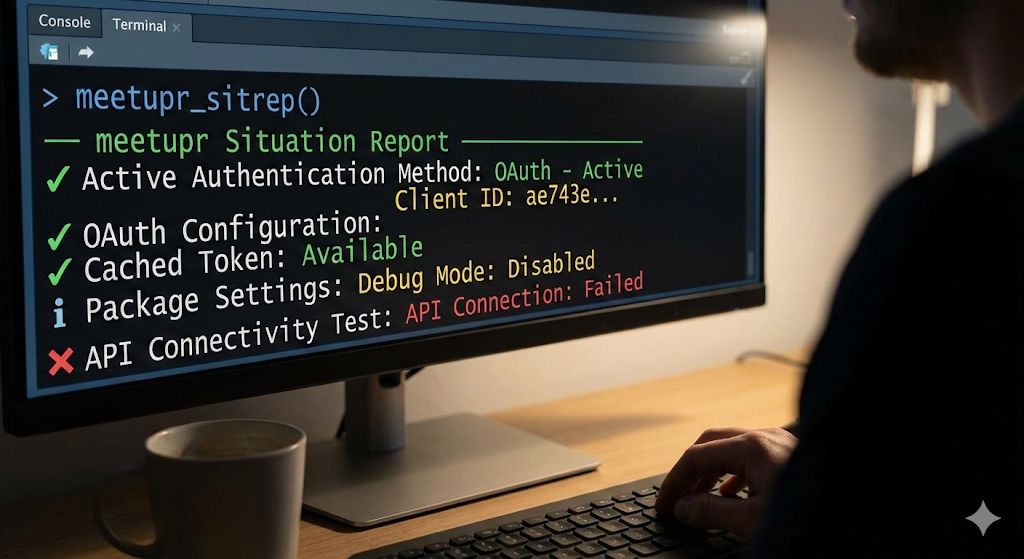 Console
Terminal ×
> meetupr_sitrep()
—— meetupr Situation Report ——————————
✔ Active Authentication Method: OAuth - Active
Client ID: ae743e...
✔ OAuth Configuration:
✔ Cached Token: Available
ℹ Package Settings: Debug Mode: Disabled
✖ API Connectivity Test: API Connection: Failed